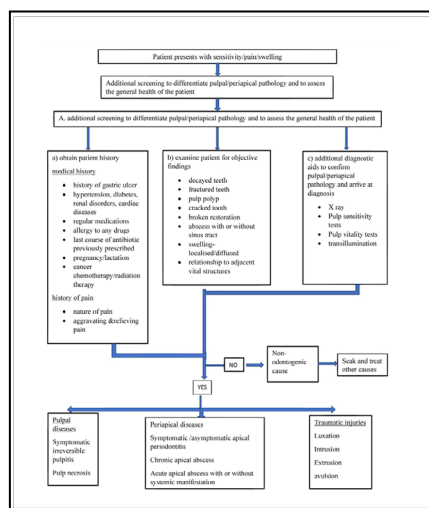 Patient presents with sensitivity/pain/swelling
Additional screening to differentiate pulpal/periapical pathology and to assess
the general health of the patient
A. additional screening to differentiate pulpal/periapical pathology and to assess the general health of the patient
a) obtain patient history
medical history
• history of gastric ulcer
• hypertension, diabetes,
renal disorders, cardiac
diseases
• regular medications
• allergy to any drugs
• last course of antibiotic
previously prescribed
• pregnancy/lactation
• cancer
chemotherapy/radiation
therapy
history of pain
• nature of pain
• aggravating &relieving
pain
b) examine patient for objective
findings
• decayed teeth
• fractured teeth
• pulp polyp
• cracked tooth
• broken restoration
• abscess with or without
sinus tract
• swelling-
localised/diffused
• relationship to adjacent
vital structures
c) additional diagnostic
aids to confirm
pulpal/periapical
pathology and arrive at
diagnosis
• X ray
• Pulp sensitivity
tests
• Pulp vitality tests
• transillumination
NO
Non-
odontogenic
cause
Seak and treat
other causes
YES
Pulpal
diseases
Symptomatic
irreversible
pulpitis
Pulp necrosis
Periapical diseases
Symptomatic /asymptomatic apical
periodontitis
Chronic apical abscess
Acute apical abscess with or without
systemic manifestation
Traumatic injuries
Luxation
Intrusion
Extrusion
avulsion